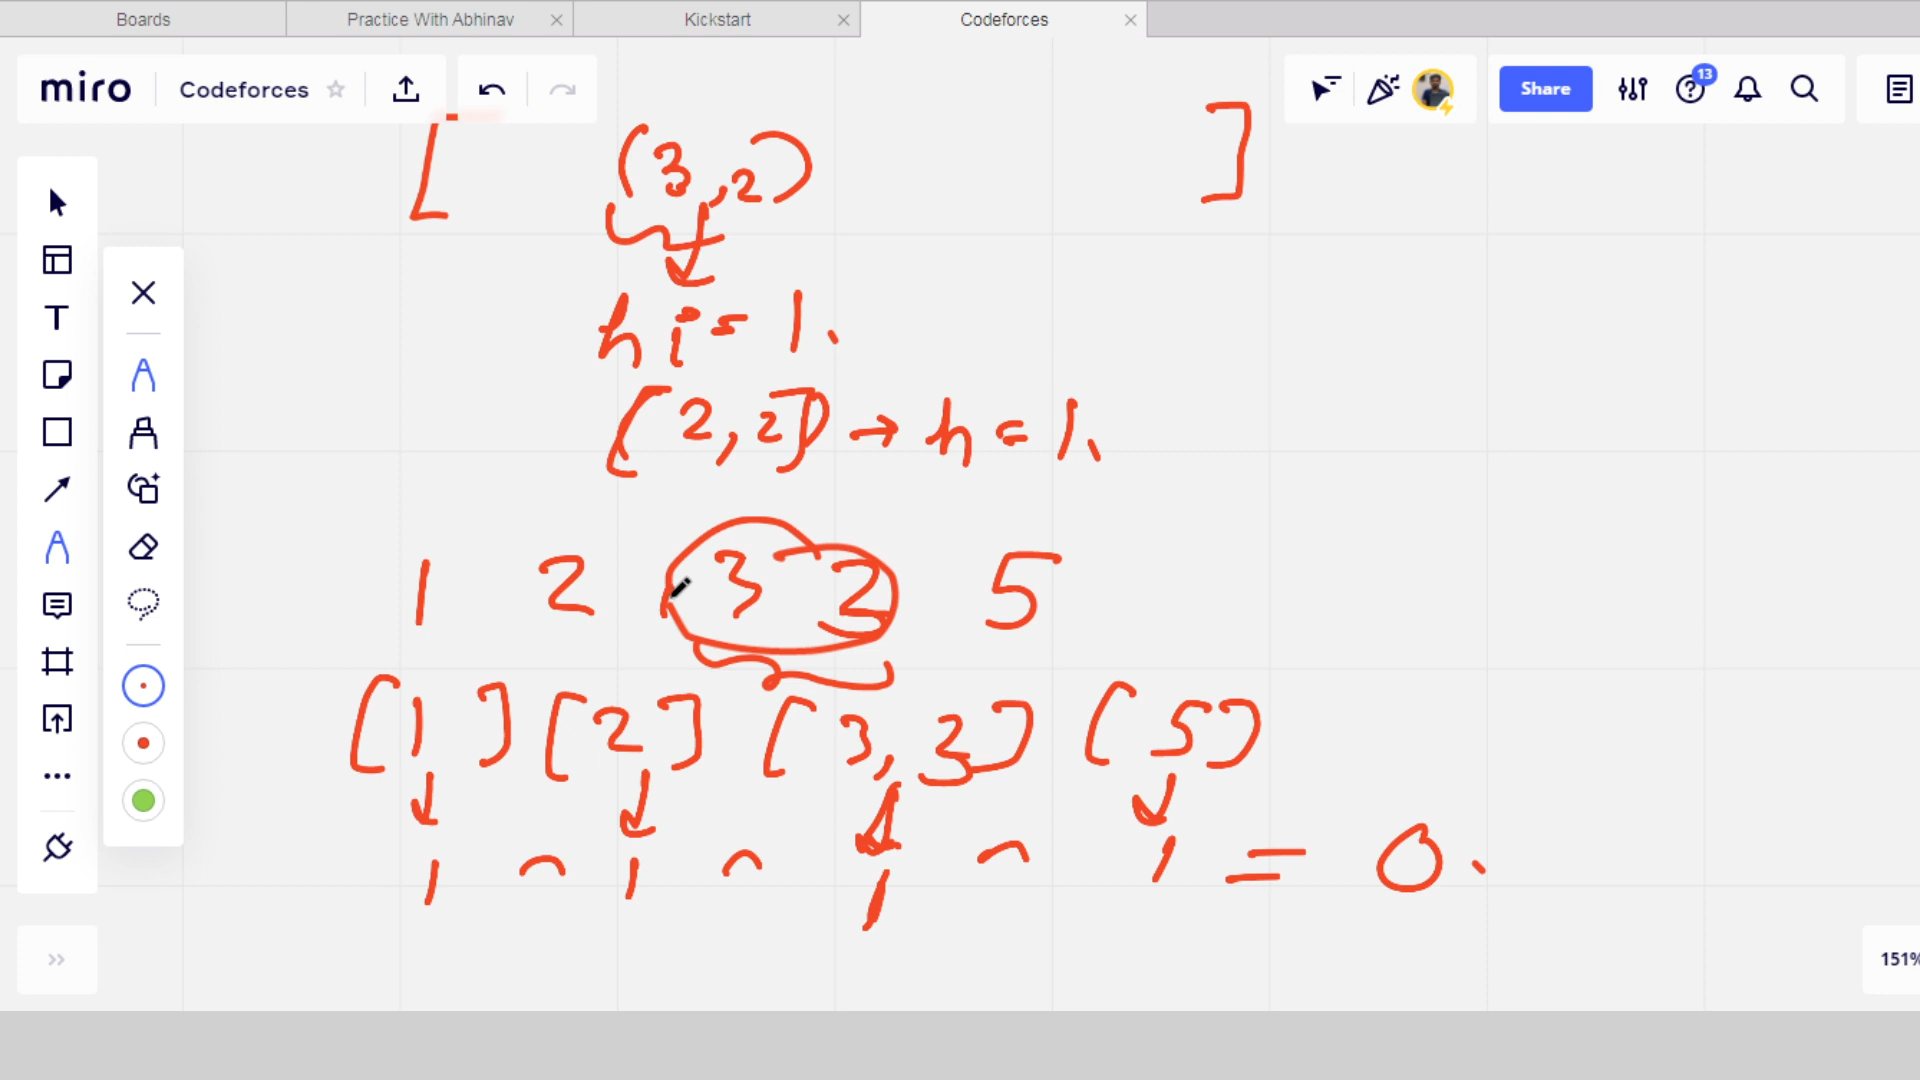 Boards Practice With Abhinav Kickstart Codeforces
miro Codeforces Share 13
[ (3,2) ]
hi = 1.
[2,2] → h = 1.
1 2 3 2 5
[1] [2] [3,3] (5)
1 ^ 1 ^ 1 ^ 1 = 0.
151%